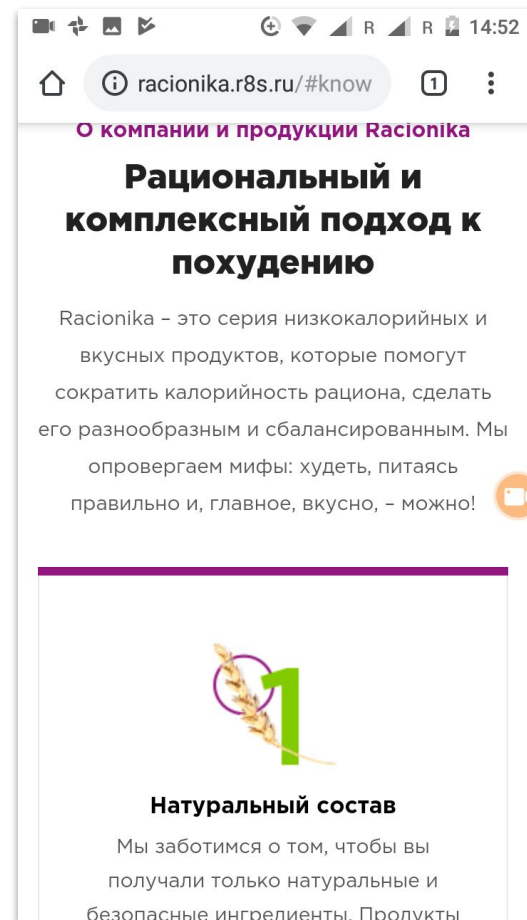 R R 14:52
racionika.r8s.ru/#know 1
О компании и продукции Racionika
Рациональный и
комплексный подход к
похудению
Racionika – это серия низкокалорийных и
вкусных продуктов, которые помогут
сократить калорийность рациона, сделать
его разнообразным и сбалансированным. Мы
опровергаем мифы: худеть, питаясь
правильно и, главное, вкусно, – можно!
1
Натуральный состав
Мы заботимся о том, чтобы вы
получали только натуральные и
безопасные ингредиенты. Продукты